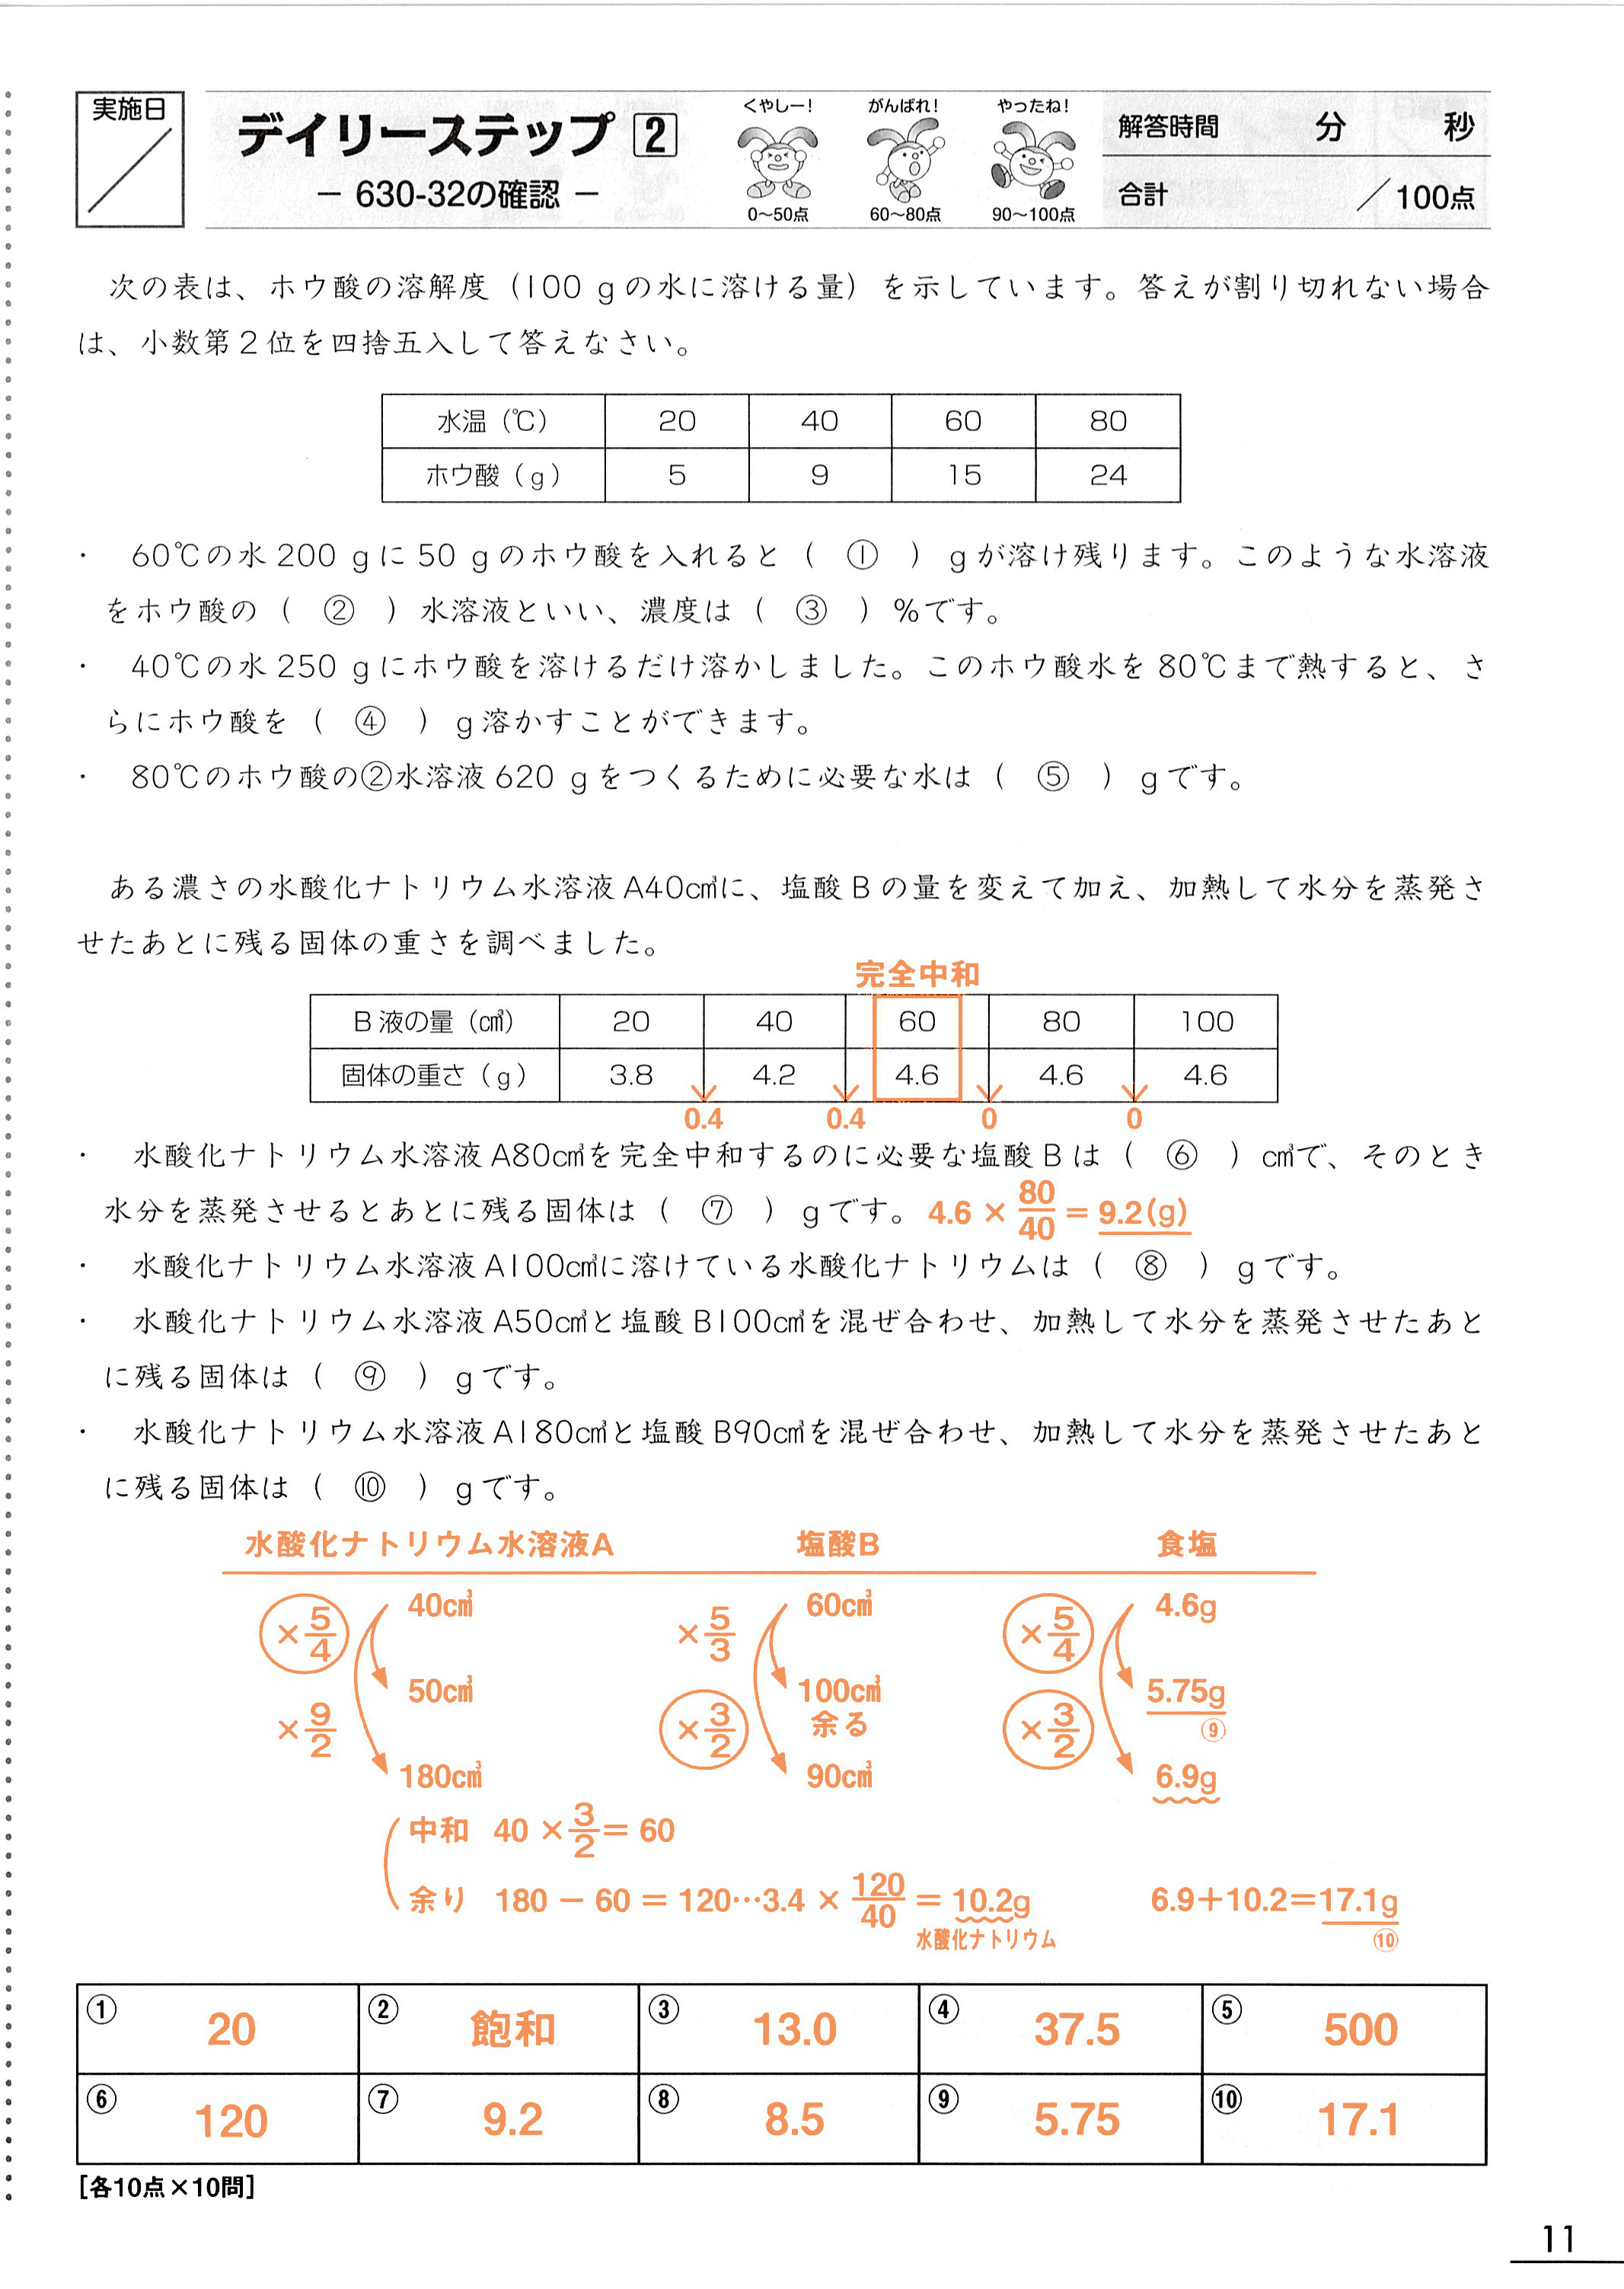 実施日
デイリーステップ 2
－ 630-32の確認 －
くやしー！
がんばれ！
やったね！
0〜50点
60〜80点
90〜100点
解答時間 分 秒
合計 ／100点
次の表は、ホウ酸の溶解度（100 gの水に溶ける量）を示しています。答えが割り切れない場合
は、小数第2位を四捨五入して答えなさい。
水温（℃） 20 40 60 80
ホウ酸（g） 5 9 15 24
・ 60℃の水 200 gに 50 gのホウ酸を入れると（ ① ）gが溶け残ります。このような水溶液
をホウ酸の（ ② ）水溶液といい、濃度は（ ③ ）％です。
・ 40℃の水 250 gにホウ酸を溶けるだけ溶かしました。このホウ酸水を 80℃まで熱すると、さ
らにホウ酸を（ ④ ）g溶かすことができます。
・ 80℃のホウ酸の②水溶液 620 gをつくるために必要な水は（ ⑤ ）gです。
ある濃さの水酸化ナトリウム水溶液A40㎤に、塩酸Bの量を変えて加え、加熱して水分を蒸発さ
せたあとに残る固体の重さを調べました。
完全中和
B液の量（㎤） 20 40 60 80 100
固体の重さ（g） 3.8 4.2 4.6 4.6 4.6
0.4 0.4 0 0
・ 水酸化ナトリウム水溶液A80㎤を完全中和するのに必要な塩酸Bは（ ⑥ ）㎤で、そのとき
水分を蒸発させるとあとに残る固体は（ ⑦ ）gです。 4.6 × 80/40 = 9.2(g)
・ 水酸化ナトリウム水溶液A100㎤に溶けている水酸化ナトリウムは（ ⑧ ）gです。
・ 水酸化ナトリウム水溶液A50㎤と塩酸B100㎤を混ぜ合わせ、加熱して水分を蒸発させたあと
に残る固体は（ ⑨ ）gです。
・ 水酸化ナトリウム水溶液A180㎤と塩酸B90㎤を混ぜ合わせ、加熱して水分を蒸発させたあと
に残る固体は（ ⑩ ）gです。
水酸化ナトリウム水溶液A 塩酸B 食塩
40㎤ 60㎤ 4.6g
×5/4 ×5/3 ×5/4
50㎤ 100㎤ 5.75g
余る ⑨
×9/2 ×3/2 ×3/2
180㎤ 90㎤ 6.9g
中和 40 × 3/2 = 60
余り 180 − 60 = 120…3.4 × 120/40 = 10.2g 6.9+10.2=17.1g
水酸化ナトリウム ⑩
① 20 ② 飽和 ③ 13.0 ④ 37.5 ⑤ 500
⑥ 120 ⑦ 9.2 ⑧ 8.5 ⑨ 5.75 ⑩ 17.1
[各10点×10問]
11